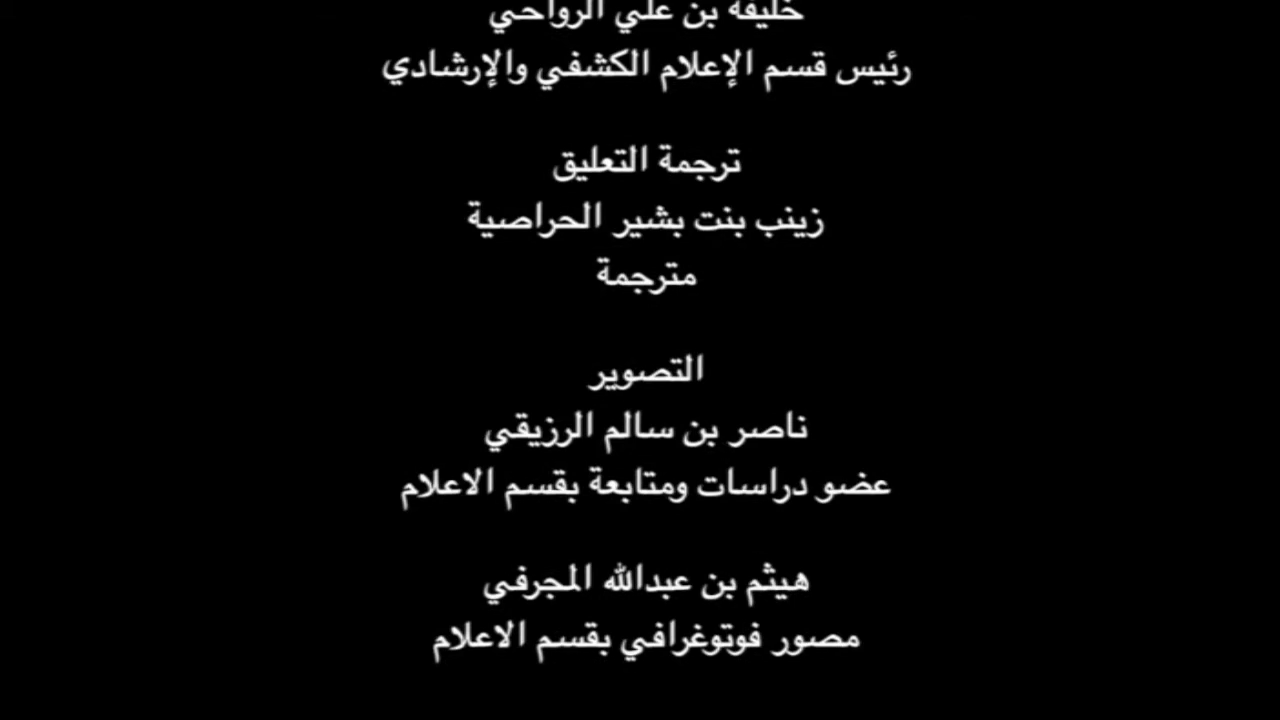 خليفة بن علي الرواحي
رئيس قسم الإعلام الكشفي والإرشادي
ترجمة التعليق
زينب بنت بشير الحراصية
مترجمة
التصوير
ناصر بن سالم الرزيقي
عضو دراسات ومتابعة بقسم الاعلام
هيثم بن عبدالله المجرفي
مصور فوتوغرافي بقسم الاعلام